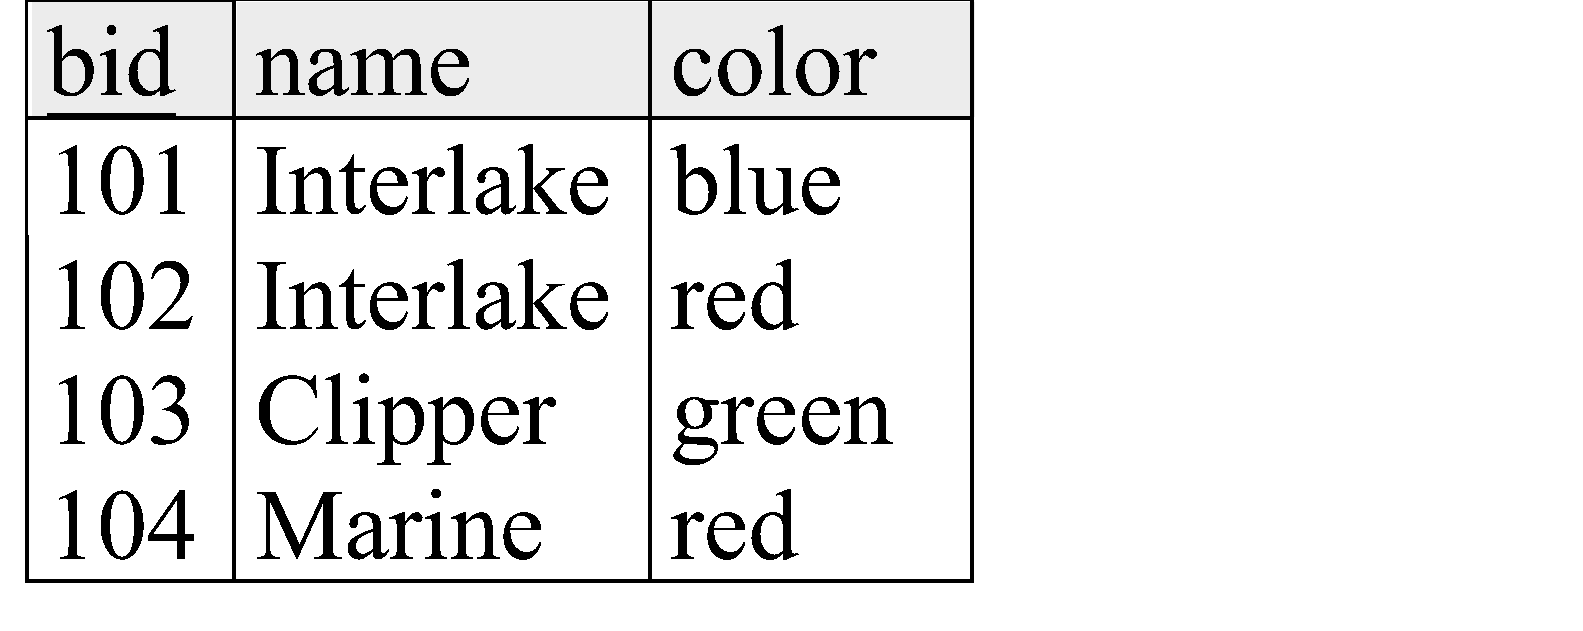 bid name color
101 Interlake blue
102 Interlake red
103 Clipper green
104 Marine red